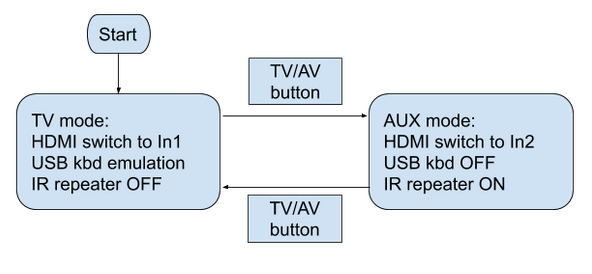 Start
TV/AV
button
TV mode:
HDMI switch to In1
USB kbd emulation
IR repeater OFF
AUX mode:
HDMI switch to In2
USB kbd OFF
IR repeater ON
TV/AV
button